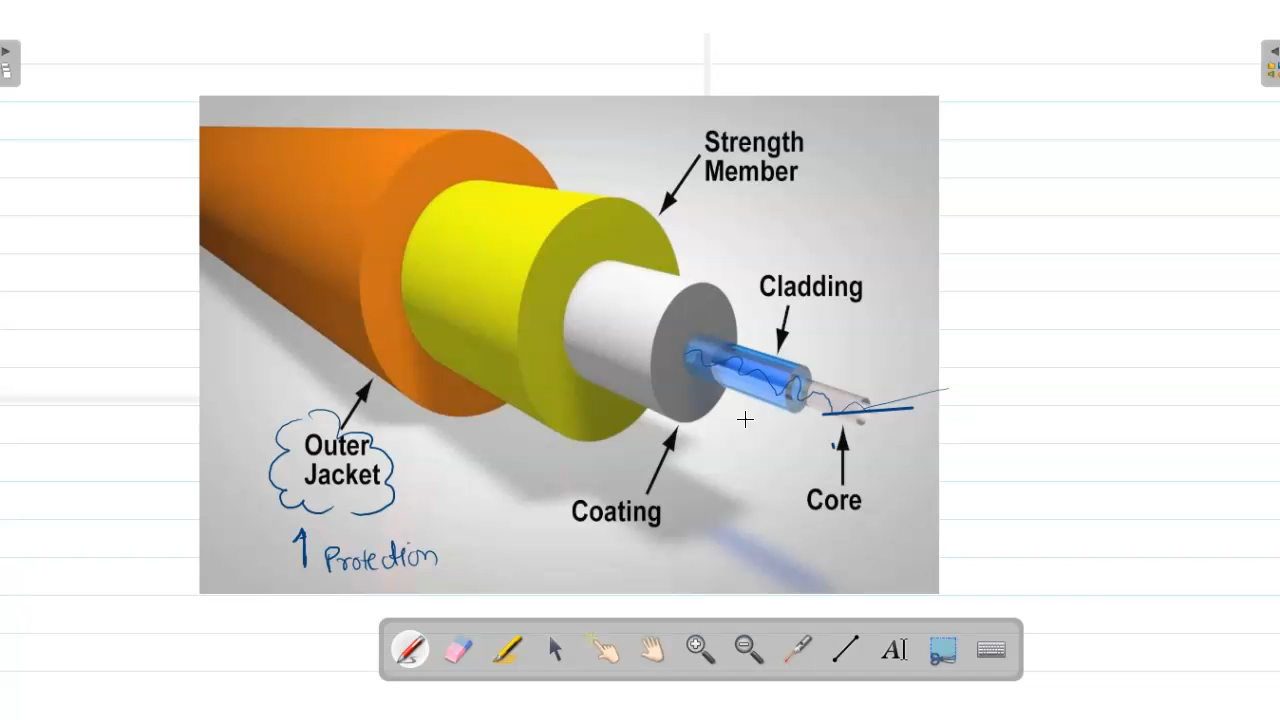 Strength
Member
Cladding
Outer
Jacket
Coating
Core
↑ Protection